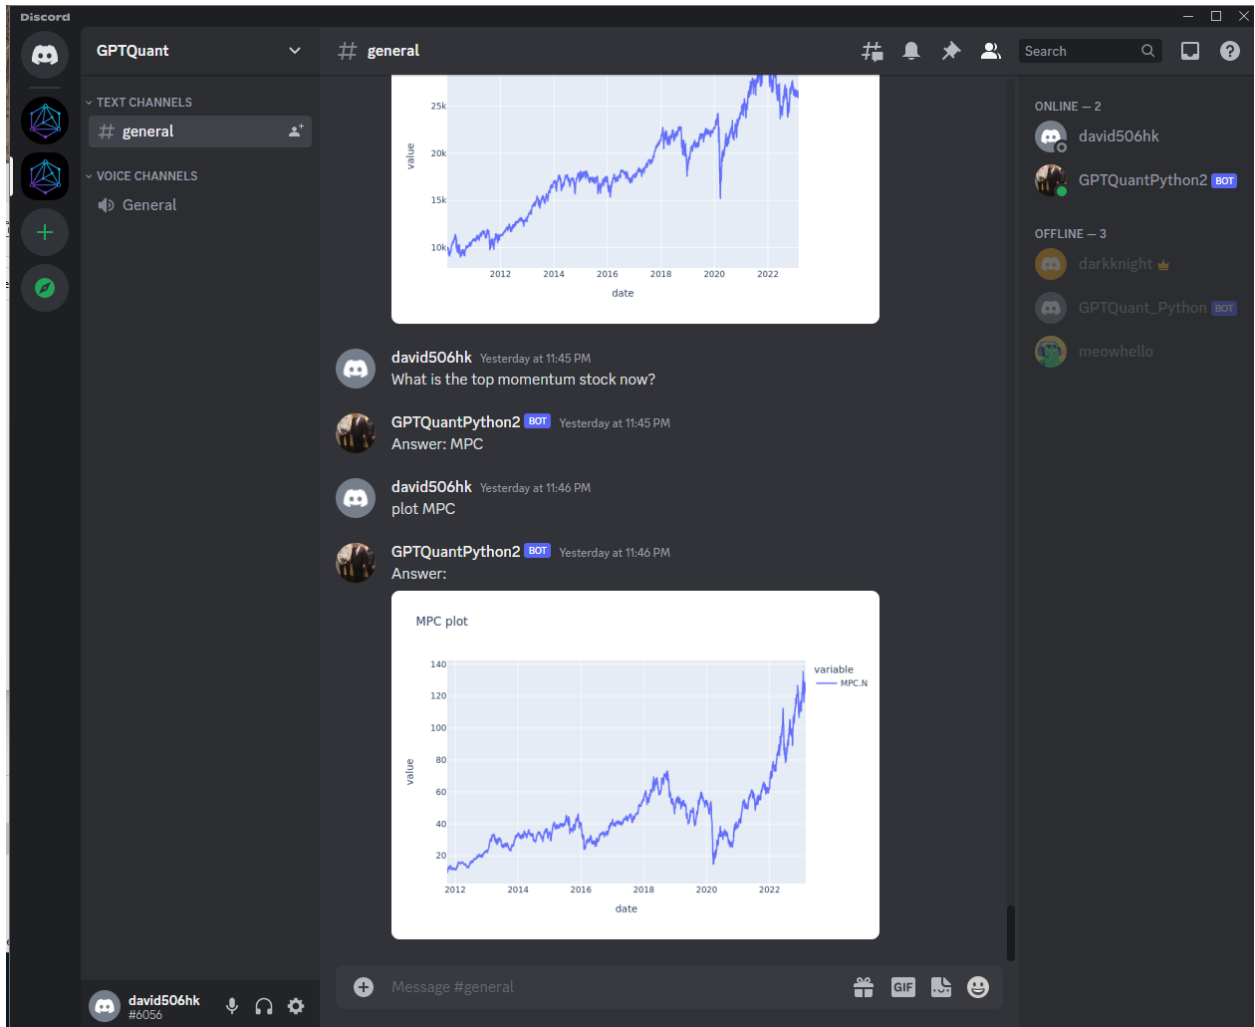 Discord
GPTQuant
general
Search
TEXT CHANNELS
general
VOICE CHANNELS
General
25k
20k
15k
10k
value
2012 2014 2016 2018 2020 2022
date
david506hk Yesterday at 11:45 PM
What is the top momentum stock now?
GPTQuantPython2 BOT Yesterday at 11:45 PM
Answer: MPC
david506hk Yesterday at 11:46 PM
plot MPC
GPTQuantPython2 BOT Yesterday at 11:46 PM
Answer:
MPC plot
140
120
100
80
60
40
20
value
2012 2014 2016 2018 2020 2022
date
variable
MPC.N
Message #general
GIF
ONLINE — 2
david506hk
GPTQuantPython2 BOT
OFFLINE — 3
darkknight
GPTQuant_Python BOT
meowhello
david506hk
#6056